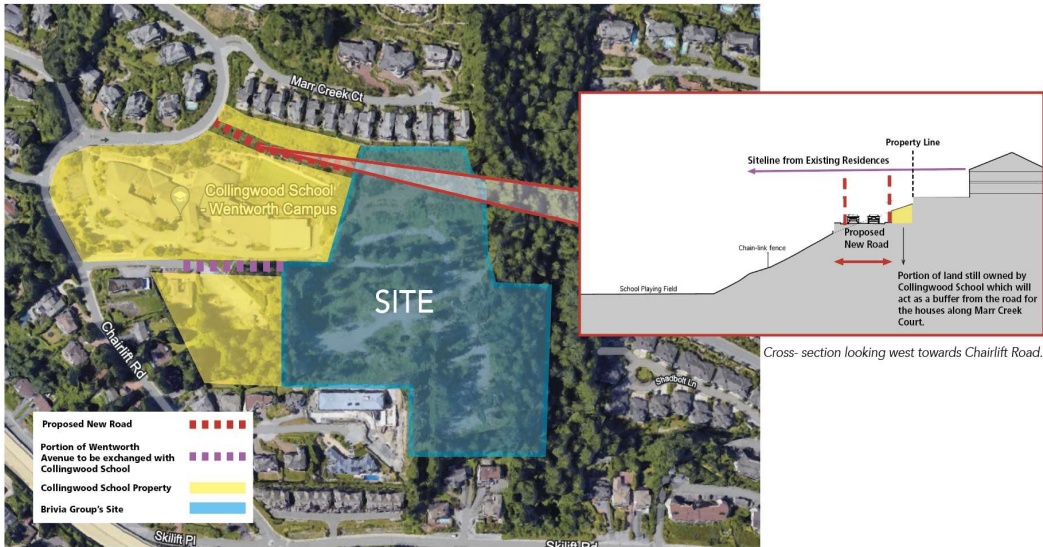 Marr Creek Ct
Collingwood School
- Wentworth Campus
SITE
Chairlift Rd
Shadbolt Ln
Skilift Pl
Skilift Rd
Proposed New Road
Portion of Wentworth
Avenue to be exchanged with
Collingwood School
Collingwood School Property
Brivia Group's Site
Property Line
Siteline from Existing Residences
Proposed
New Road
Chain-link fence
School Playing Field
Portion of land still owned by
Collingwood School which will
act as a buffer from the road for
the houses along Marr Creek
Court.
Cross- section looking west towards Chairlift Road.